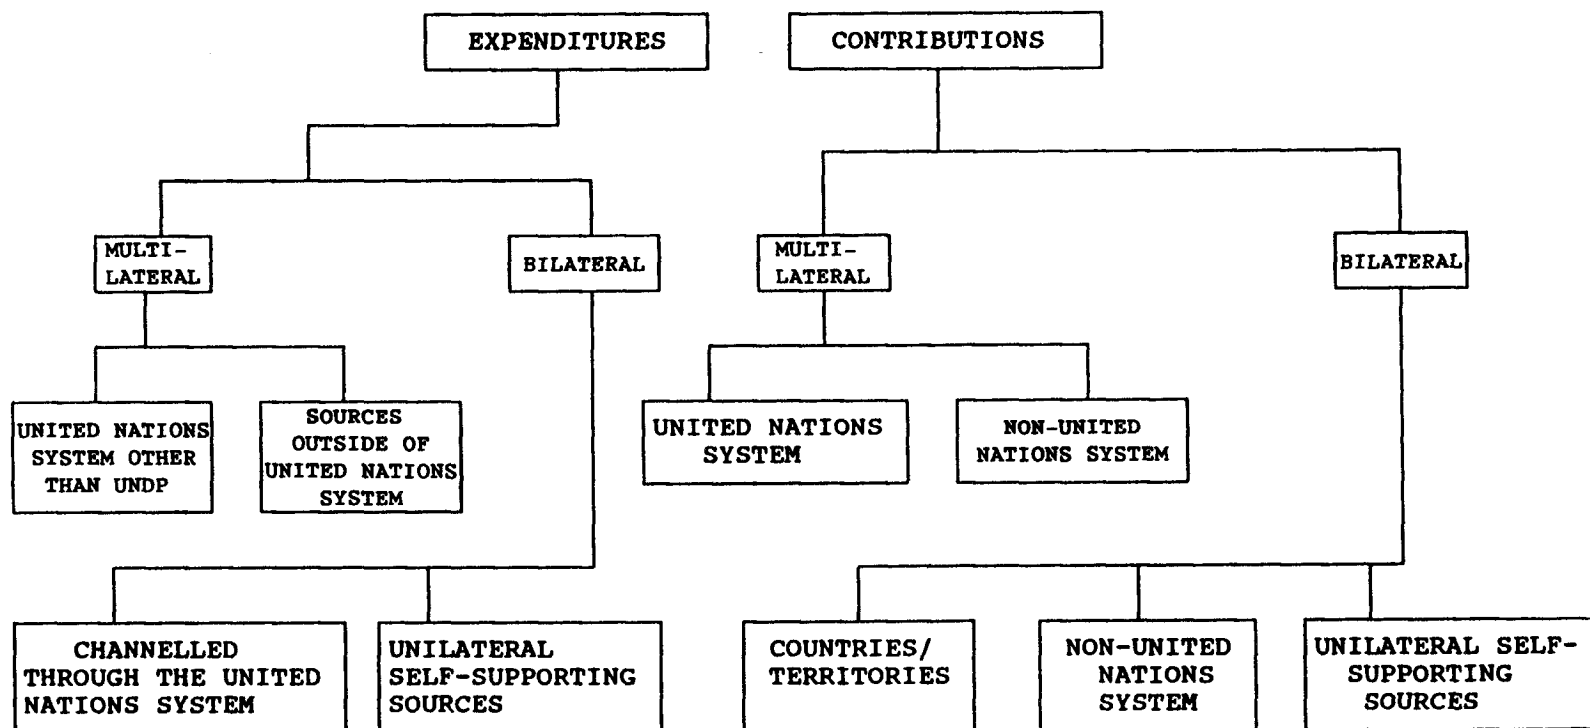 EXPENDITURES
CONTRIBUTIONS
MULTI-
LATERAL
BILATERAL
MULTI-
LATERAL
BILATERAL
UNITED NATIONS
SYSTEM OTHER
THAN UNDP
SOURCES
OUTSIDE OF
UNITED NATIONS
SYSTEM
UNITED NATIONS
SYSTEM
NON-UNITED
NATIONS SYSTEM
CHANNELLED
THROUGH THE UNITED
NATIONS SYSTEM
UNILATERAL
SELF-SUPPORTING
SOURCES
COUNTRIES/
TERRITORIES
NON-UNITED
NATIONS
SYSTEM
UNILATERAL SELF-
SUPPORTING
SOURCES